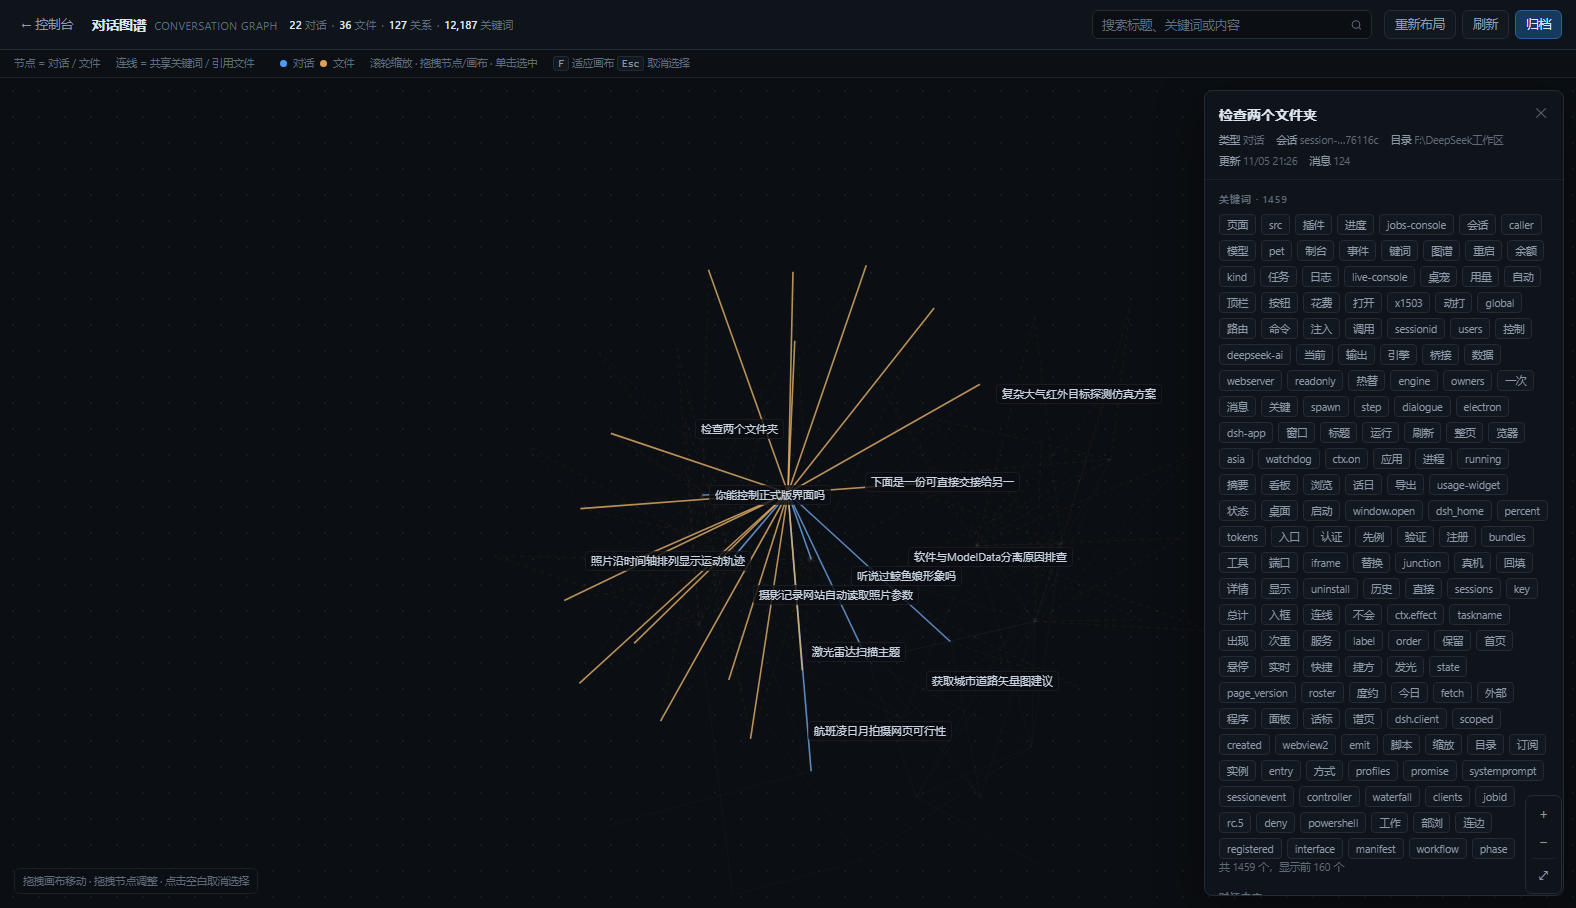 ← 控制台 对话图谱 CONVERSATION GRAPH 22 对话 · 36 文件 · 127 关系 · 12,187 关键词 搜索标题、关键词或内容 重新布局 刷新 归档
节点 = 对话 / 文件 连线 = 共享关键词 / 引用文件 对话 文件 滚轮缩放 · 拖拽节点/画布 · 单击选中 F 适应画布 Esc 取消选择
复杂大气红外目标探测仿真方案
检查两个文件夹
下面是一份可直接交接给另一
你能控制正式版界面吗
照片沿时间轴排列显示运动轨迹
软件与ModelData分离原因排查
听说过鲸鱼娘形象吗
摄影记录网站自动读取照片参数
激光雷达扫描主题
获取城市道路矢量图建议
航班凌日月拍摄网页可行性
拖拽画布移动 · 拖拽节点调整 · 点击空白取消选择
检查两个文件夹
类型 对话 会话 session-...76116c 目录 F:\DeepSeek工作区
更新 11/05 21:26 消息 124
关键词 · 1459
页面 src 插件 进度 jobs-console 会话 caller
模型 pet 制台 事件 键词 图谱 重启 余额
kind 任务 日志 live-console 桌宠 用量 自动
顶栏 按钮 花费 打开 x1503 动打 global
路由 命令 注入 调用 sessionid users 控制
deepseek-ai 当前 输出 引擎 桥接 数据
webserver readonly 热替 engine owners 一次
消息 关键 spawn step dialogue electron
dsh-app 窗口 标题 运行 刷新 整页 览器
asia watchdog ctx.on 应用 进程 running
摘要 看板 浏览 话日 导出 usage-widget
状态 桌面 启动 window.open dsh_home percent
tokens 入口 认证 先例 验证 注册 bundles
工具 端口 iframe 替换 junction 真机 回填
详情 显示 uninstall 历史 直接 sessions key
总计 入框 连线 不会 ctx.effect taskname
出现 次重 服务 label order 保留 首页
悬停 实时 快捷 捷方 发光 state
page_version roster 度约 今日 fetch 外部
程序 面板 话标 谱页 dsh.client scoped
created webview2 emit 脚本 缩放 目录 订阅
实例 entry 方式 profiles promise systemprompt
sessionevent controller waterfall clients jobid
rc.5 deny powershell 工作 部浏 连边
registered interface manifest workflow phase
共 1459 个，显示前 160 个